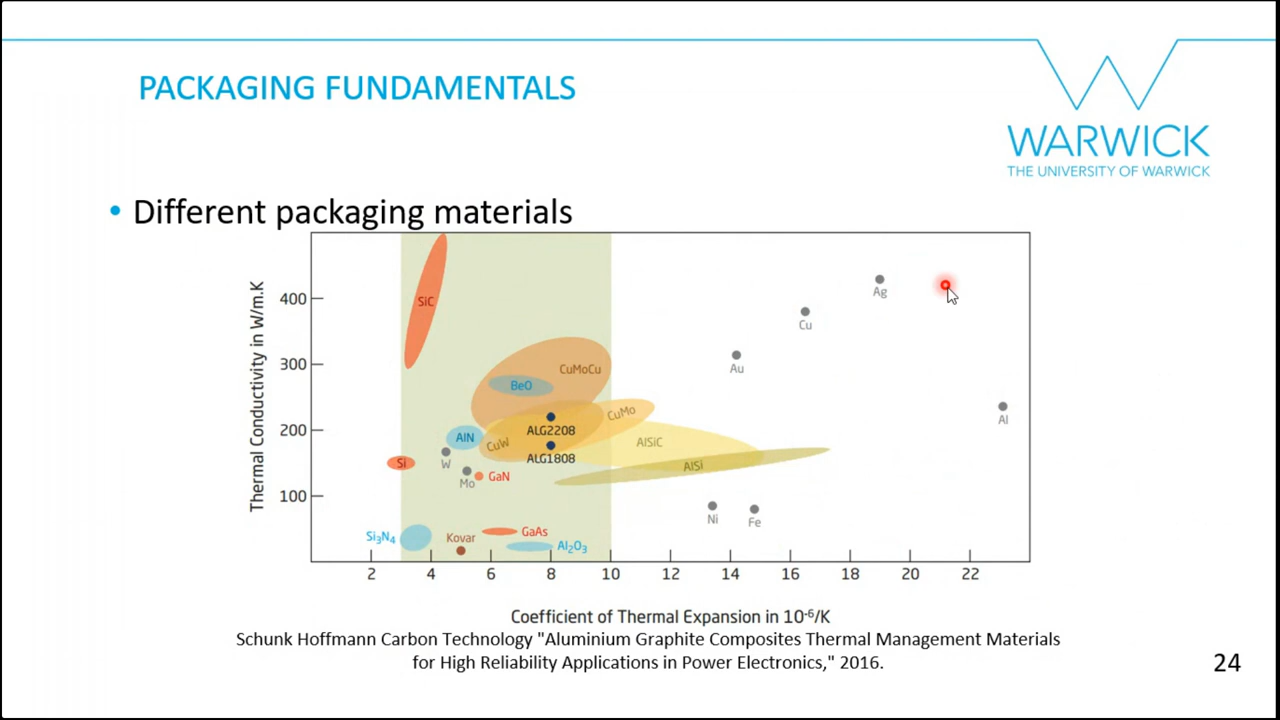 PACKAGING FUNDAMENTALS
WARWICK
THE UNIVERSITY OF WARWICK
• Different packaging materials
Thermal Conductivity in W/m.K
400
300
200
100
SiC
CuMoCu
BeO
CuMo
ALG2208
AlN
CuW
AlSiC
ALG1808
Si
W
AlSi
Mo
GaN
Ag
Cu
Au
Al
Ni
Fe
Si₃N₄
Kovar
GaAs
Al₂O₃
2 4 6 8 10 12 14 16 18 20 22
Coefficient of Thermal Expansion in 10⁻⁶/K
Schunk Hoffmann Carbon Technology "Aluminium Graphite Composites Thermal Management Materials
for High Reliability Applications in Power Electronics," 2016.
24